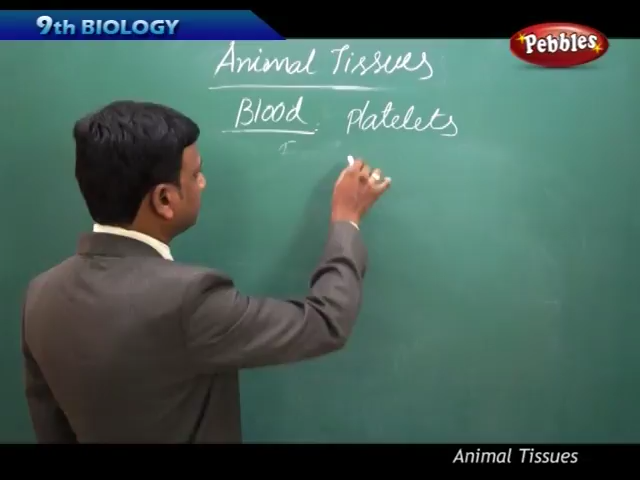 9th BIOLOGY
Pebbles
Animal Tissues
Blood: Platelets
Animal Tissues